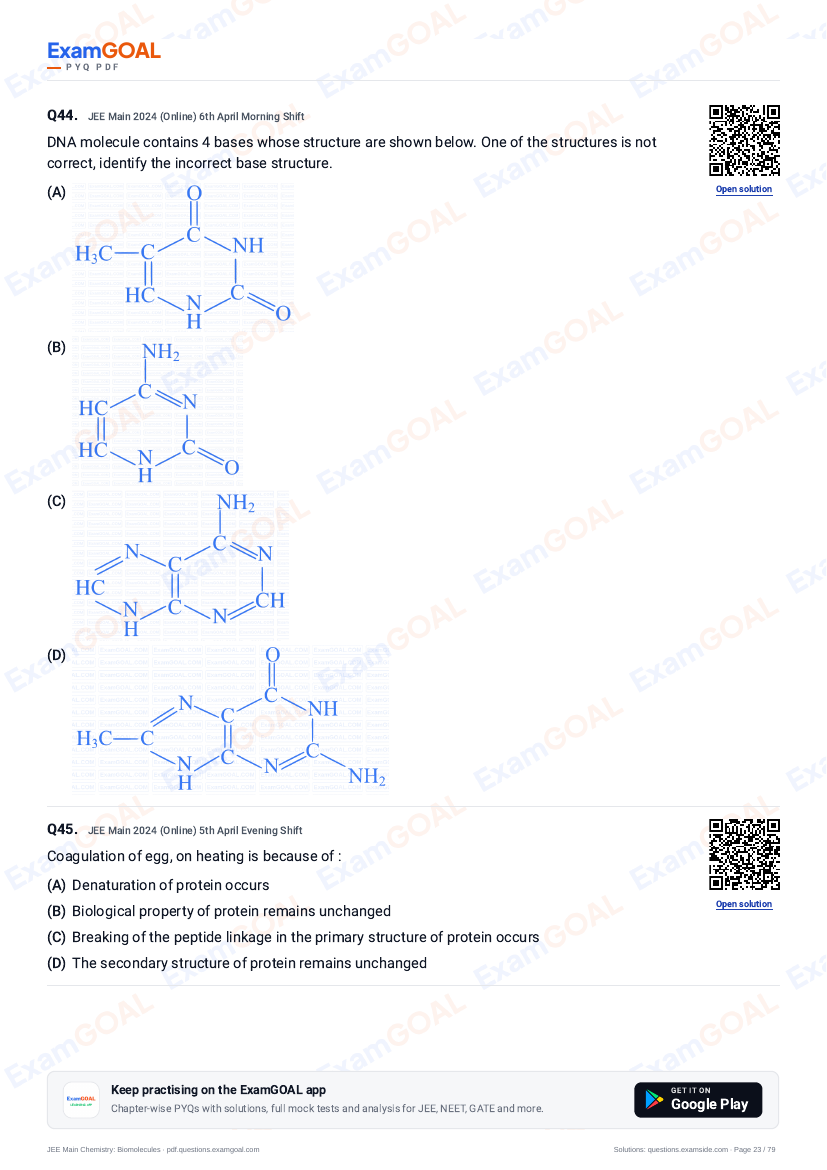 ExamGOAL
PYQ PDF
Q44. JEE Main 2024 (Online) 6th April Morning Shift
DNA molecule contains 4 bases whose structure are shown below. One of the structures is not
correct, identify the incorrect base structure.
Open solution
(A)
O
C
NH
H₃C
C
HC
N
H
C
O
(B)
NH₂
C
N
HC
HC
N
H
C
O
(C)
NH₂
C
N
N
C
HC
CH
N
H
C
N
(D)
O
C
N
C
NH
H₃C
C
C
N
H
C
N
NH₂
Q45. JEE Main 2024 (Online) 5th April Evening Shift
Coagulation of egg, on heating is because of :
(A) Denaturation of protein occurs
(B) Biological property of protein remains unchanged
(C) Breaking of the peptide linkage in the primary structure of protein occurs
(D) The secondary structure of protein remains unchanged
Open solution
Keep practising on the ExamGOAL app
Chapter-wise PYQs with solutions, full mock tests and analysis for JEE, NEET, GATE and more.
GET IT ON
Google Play
JEE Main Chemistry: Biomolecules · pdf.questions.examgoal.com
Solutions: questions.examside.com · Page 23 / 79